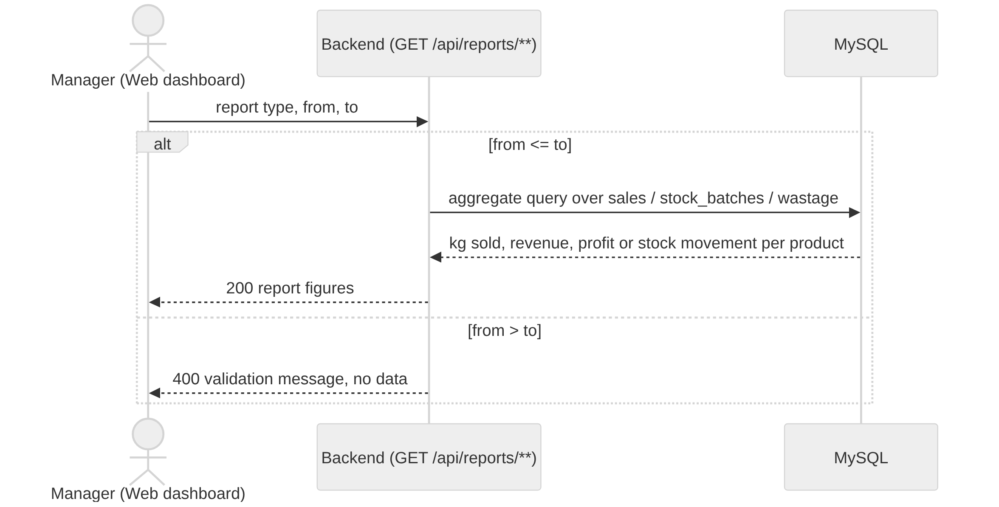 Manager (Web dashboard)
Backend (GET /api/reports/**)
MySQL
report type, from, to
alt
[from <= to]
aggregate query over sales / stock_batches / wastage
kg sold, revenue, profit or stock movement per product
200 report figures
[from > to]
400 validation message, no data
Manager (Web dashboard)
Backend (GET /api/reports/**)
MySQL